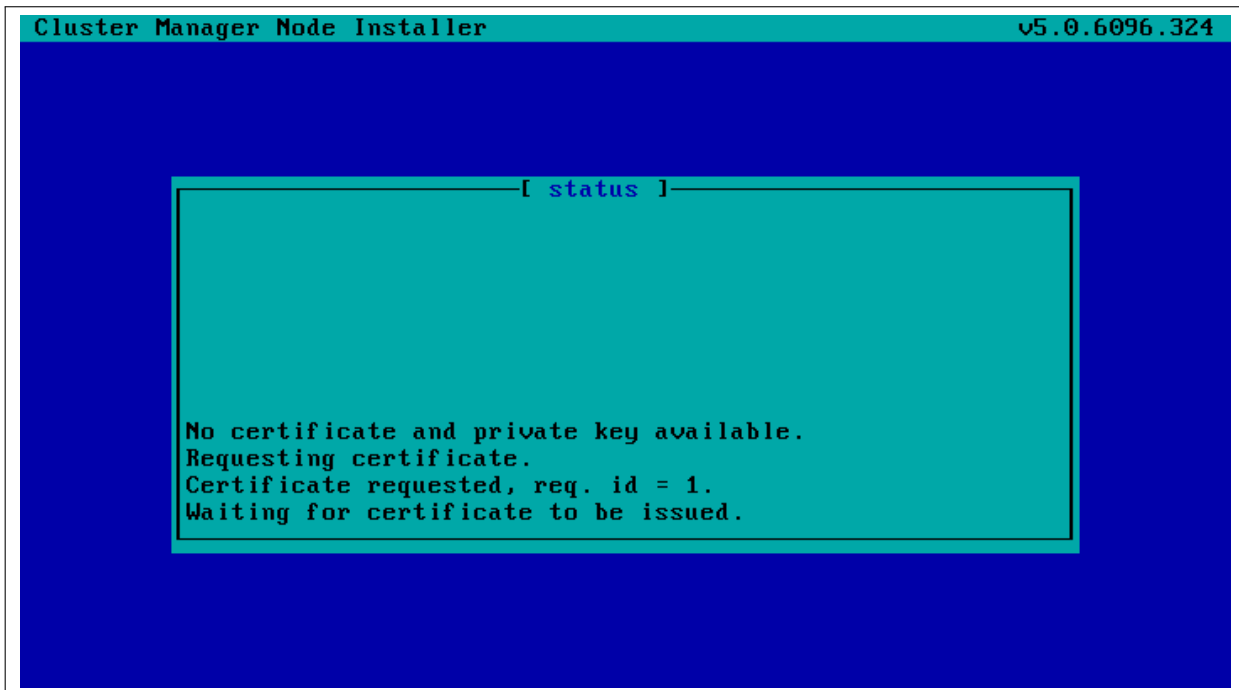 Cluster Manager Node Installer v5.0.6096.324
[ status ]
No certificate and private key available.
Requesting certificate.
Certificate requested, req. id = 1.
Waiting for certificate to be issued.